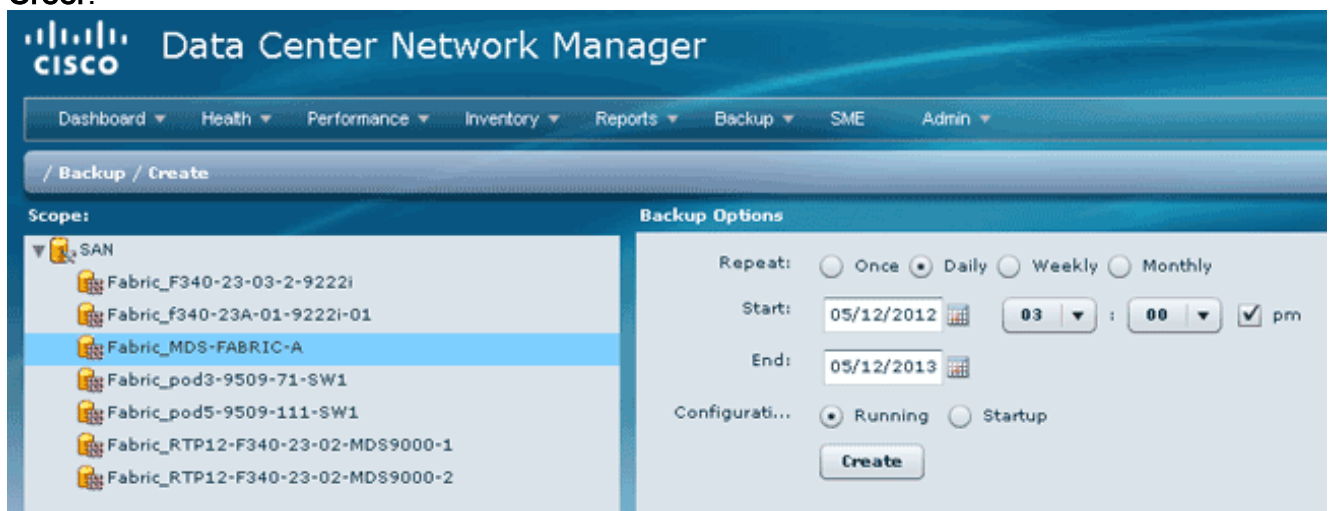 CISCO Data Center Network Manager
Dashboard Health Performance Inventory Reports Backup SME Admin
/ Backup / Create
Scope:
SAN
Fabric_F340-23-03-2-9222i
Fabric_f340-23A-01-9222i-01
Fabric_MDS-FABRIC-A
Fabric_pod3-9509-71-SW1
Fabric_pod5-9509-111-SW1
Fabric_RTP12-F340-23-02-MDS9000-1
Fabric_RTP12-F340-23-02-MDS9000-2
Backup Options
Repeat: Once Daily Weekly Monthly
Start: 05/12/2012 03 : 00 pm
End: 05/12/2013
Configurati... Running Startup
Create